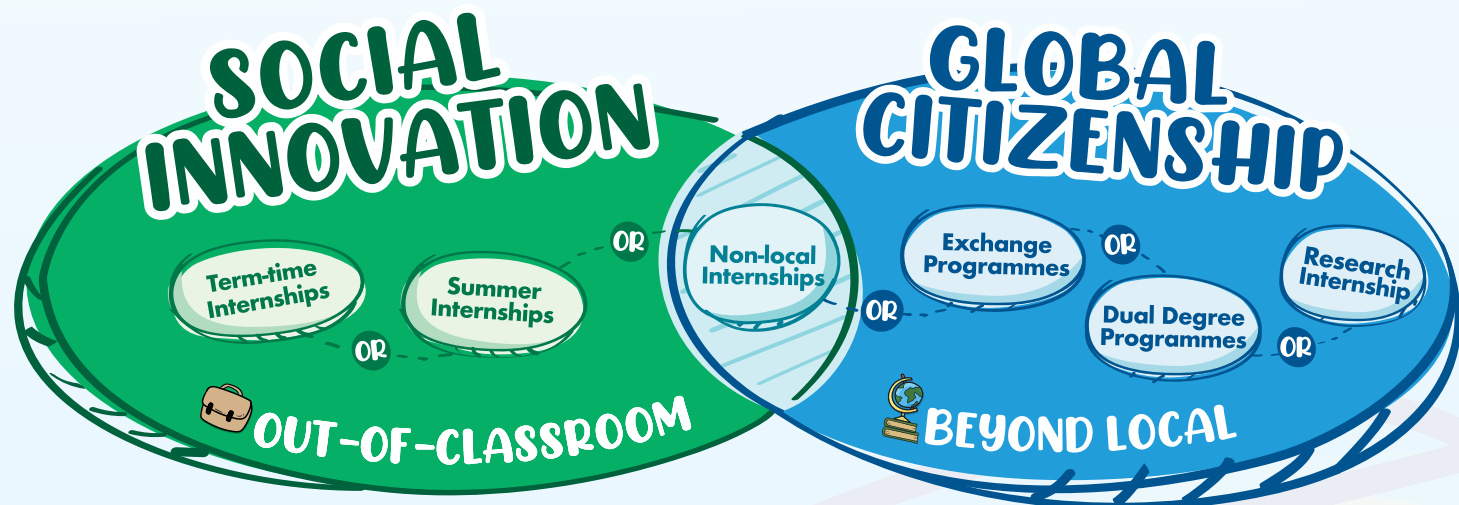 SOCIAL
INNOVATION
Term-time
Internships
OR
Summer
Internships
OR
OUT-OF-CLASSROOM
Non-local
Internships
GLOBAL
CITIZENSHIP
OR
Exchange
Programmes
OR
Dual Degree
Programmes
OR
Research
Internship
BEYOND LOCAL